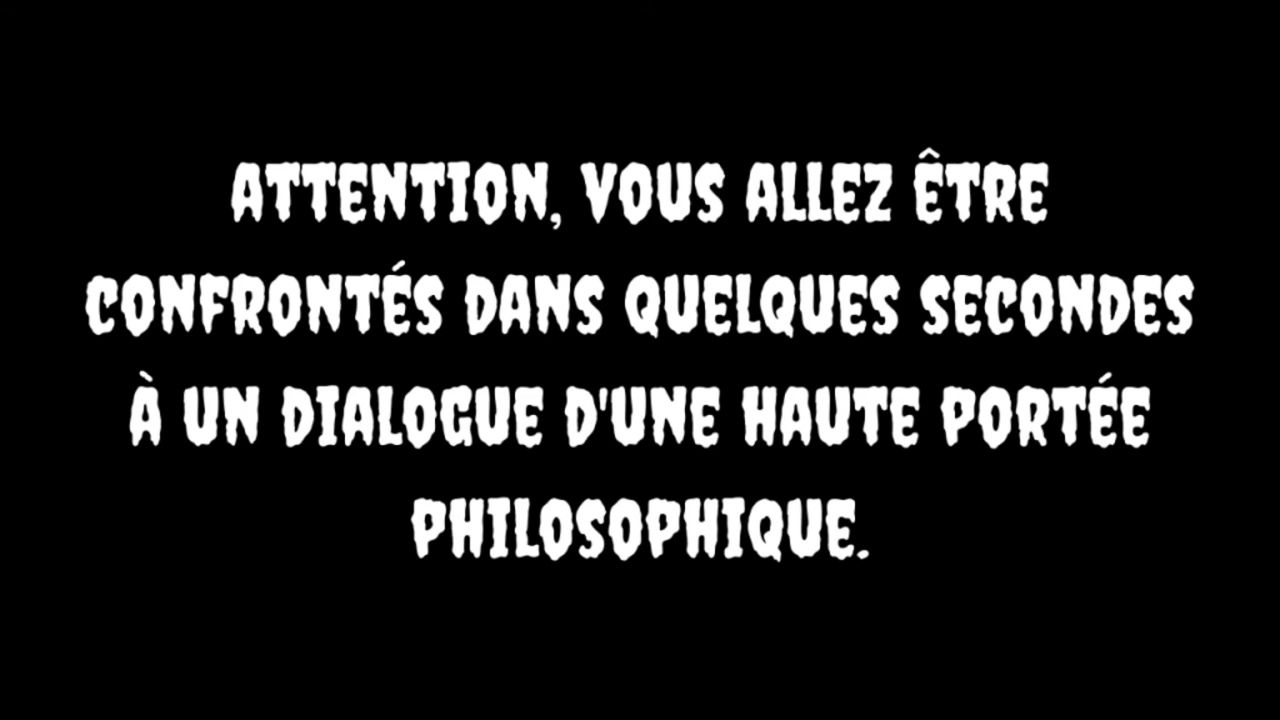 ATTENTION, VOUS ALLEZ ÊTRE
CONFRONTÉS DANS QUELQUES SECONDES
À UN DIALOGUE D'UNE HAUTE PORTÉE
PHILOSOPHIQUE.